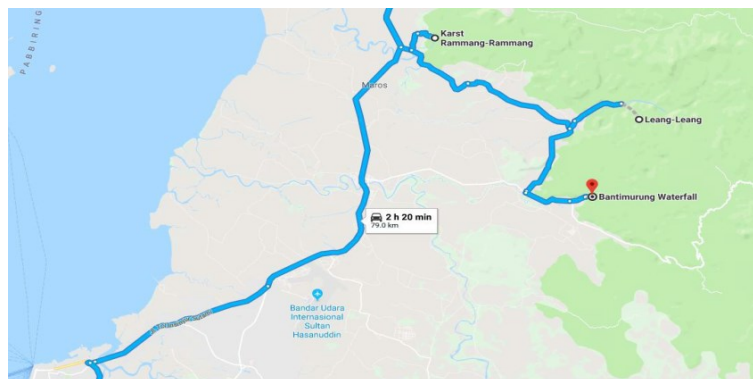 PABBIRING
Karst
Rammang-Rammang
Maros
Leang-Leang
Bantimurung Waterfall
2 h 20 min
79.0 km
Bandar Udara
Internasional
Sultan
Hasanuddin